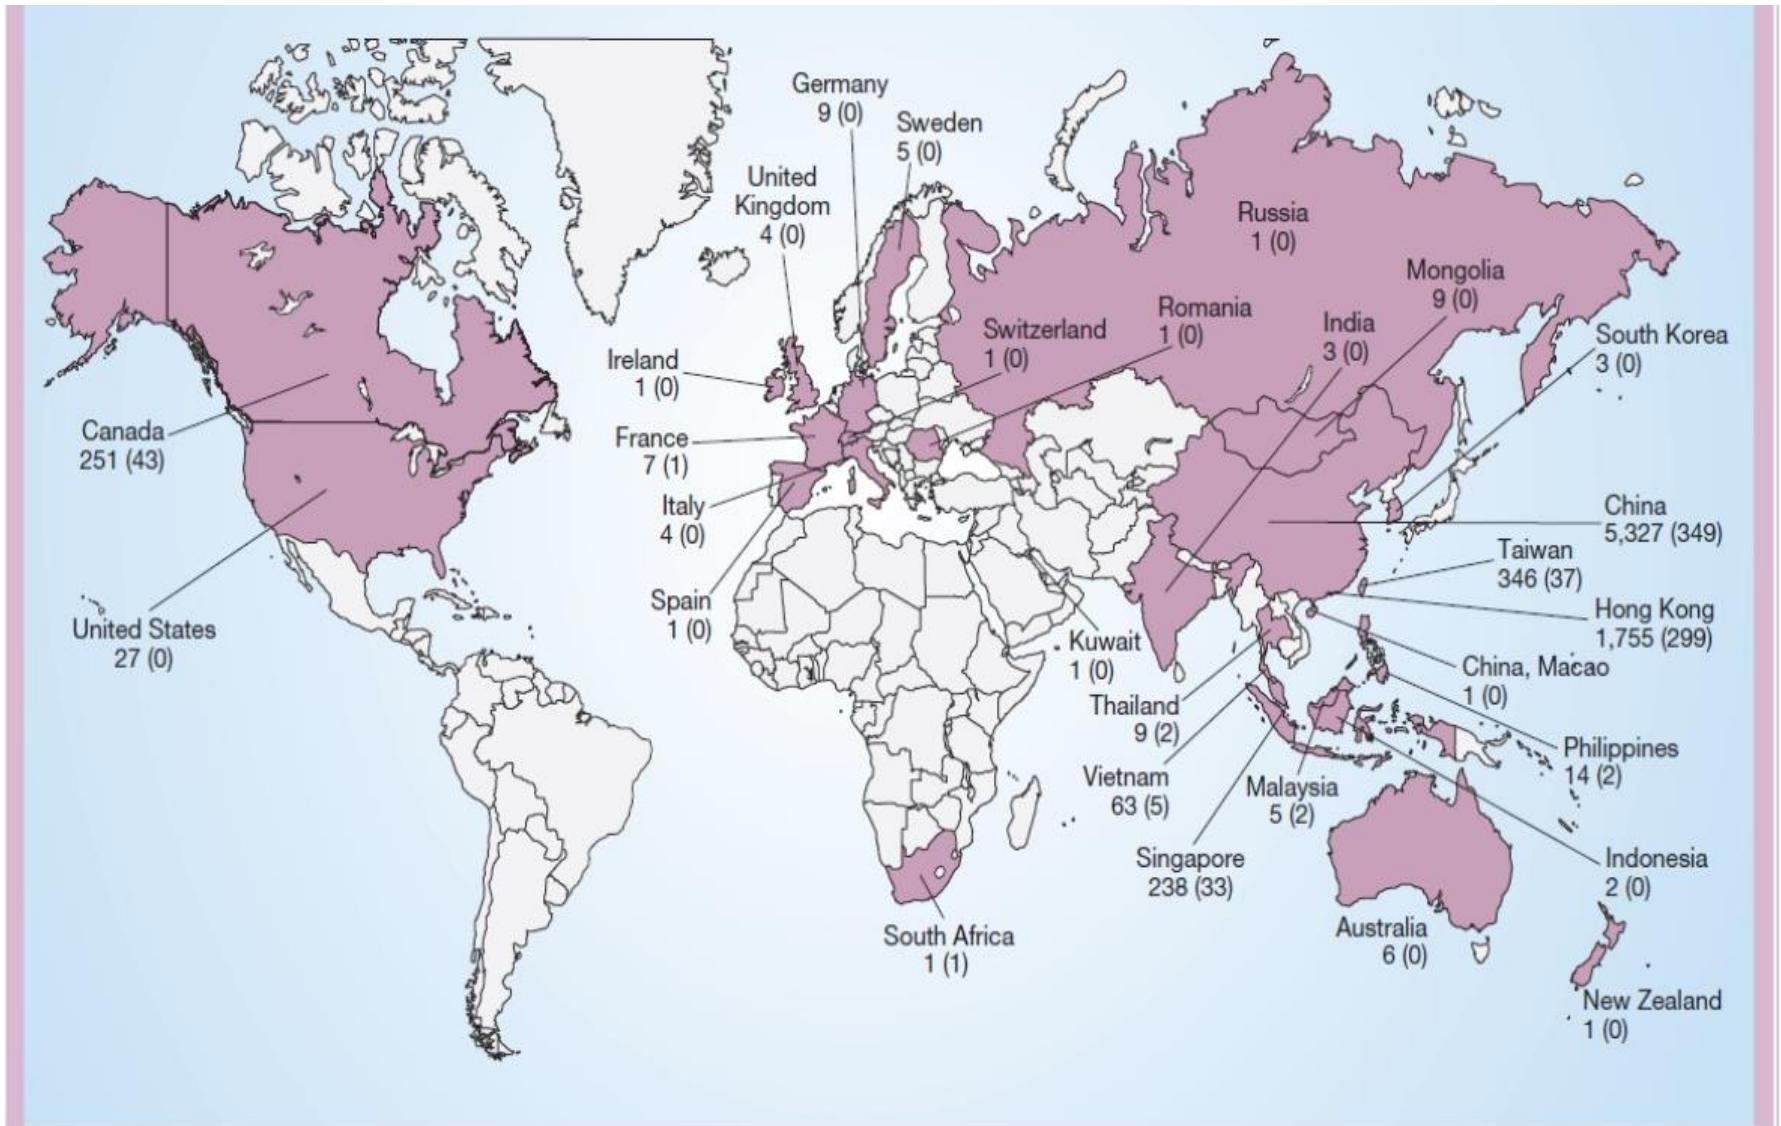 Germany
9 (0)
Sweden
5 (0)
United
Kingdom
4 (0)
Russia
1 (0)
Mongolia
9 (0)
Romania
1 (0)
India
3 (0)
Switzerland
1 (0)
South Korea
3 (0)
Ireland
1 (0)
Canada
251 (43)
France
7 (1)
Italy
4 (0)
China
5,327 (349)
Taiwan
346 (37)
Spain
1 (0)
Hong Kong
1,755 (299)
United States
27 (0)
Kuwait
1 (0)
China, Macao
1 (0)
Thailand
9 (2)
Philippines
14 (2)
Vietnam
63 (5)
Malaysia
5 (2)
Singapore
238 (33)
Indonesia
2 (0)
Australia
6 (0)
South Africa
1 (1)
New Zealand
1 (0)